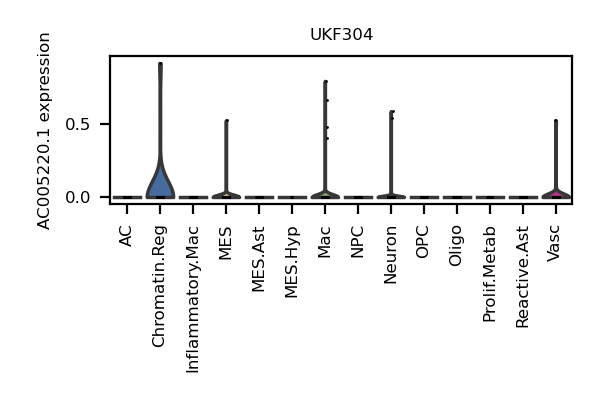 UKF304
AC005220.1 expression
0.5
0.0
AC
Chromatin.Reg
Inflammatory.Mac
MES
MES.Ast
MES.Hyp
Mac
NPC
Neuron
OPC
Oligo
Prolif.Metab
Reactive.Ast
Vasc